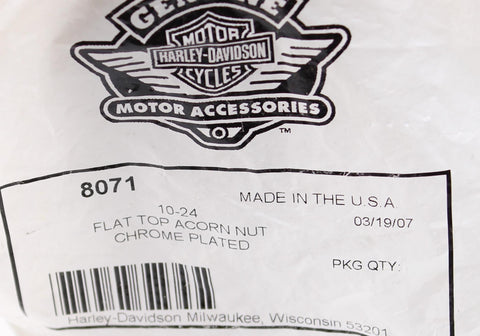 GENUINE
MOTOR
HARLEY-DAVIDSON
CYCLES
MOTOR ACCESSORIES
TM
8071
MADE IN THE U.S.A
10-24
03/19/07
FLAT TOP ACORN NUT
CHROME PLATED
PKG QTY:
Harley-Davidson Milwaukee, Wisconsin 53201